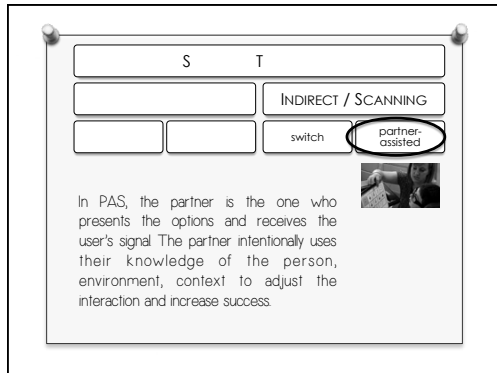 S T
INDIRECT / SCANNING
switch
partner-
assisted
In PAS, the partner is the one who
presents the options and receives the
user's signal. The partner intentionally uses
their knowledge of the person,
environment, context to adjust the
interaction and increase success.